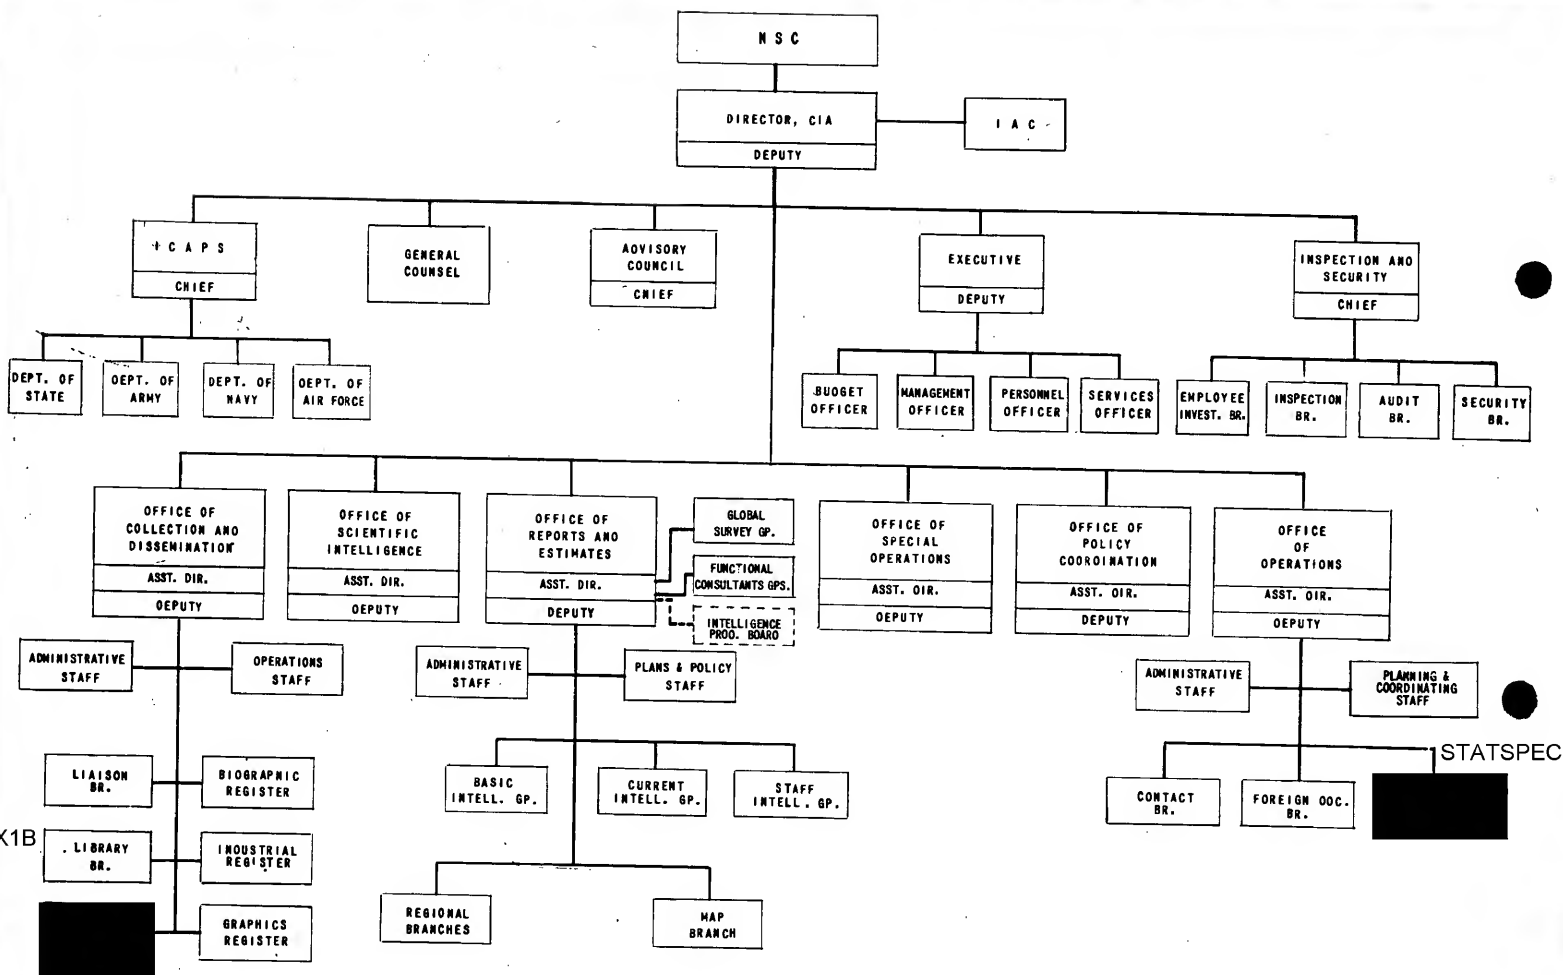 N S C
DIRECTOR, CIA
DEPUTY
I A C
+ C A P S
CHIEF
GENERAL
COUNSEL
ADVISORY
COUNCIL
CHIEF
EXECUTIVE
DEPUTY
INSPECTION AND
SECURITY
CHIEF
DEPT. OF
STATE
DEPT. OF
ARMY
DEPT. OF
NAVY
DEPT. OF
AIR FORCE
BUDGET
OFFICER
MANAGEMENT
OFFICER
PERSONNEL
OFFICER
SERVICES
OFFICER
EMPLOYEE
INVEST. BR.
INSPECTION
BR.
AUDIT
BR.
SECURITY
BR.
OFFICE OF
COLLECTION AND
DISSEMINATION
ASST. DIR.
DEPUTY
OFFICE OF
SCIENTIFIC
INTELLIGENCE
ASST. DIR.
DEPUTY
OFFICE OF
REPORTS AND
ESTIMATES
ASST. DIR.
DEPUTY
GLOBAL
SURVEY GP.
FUNCTIONAL
CONSULTANTS GPS.
INTELLIGENCE
PROD. BOARD
OFFICE OF
SPECIAL
OPERATIONS
ASST. DIR.
DEPUTY
OFFICE OF
POLICY
COORDINATION
ASST. DIR.
DEPUTY
OFFICE
OF
OPERATIONS
ASST. DIR.
DEPUTY
ADMINISTRATIVE
STAFF
OPERATIONS
STAFF
ADMINISTRATIVE
STAFF
PLANS & POLICY
STAFF
ADMINISTRATIVE
STAFF
PLANNING &
COORDINATING
STAFF
STATSPEC
LIAISON
BR.
BIOGRAPHIC
REGISTER
BASIC
INTELL. GP.
CURRENT
INTELL. GP.
STAFF
INTELL. GP.
CONTACT
BR.
FOREIGN DOC.
BR.
X1B
LIBRARY
BR.
INDUSTRIAL
REGISTER
GRAPHICS
REGISTER
REGIONAL
BRANCHES
MAP
BRANCH